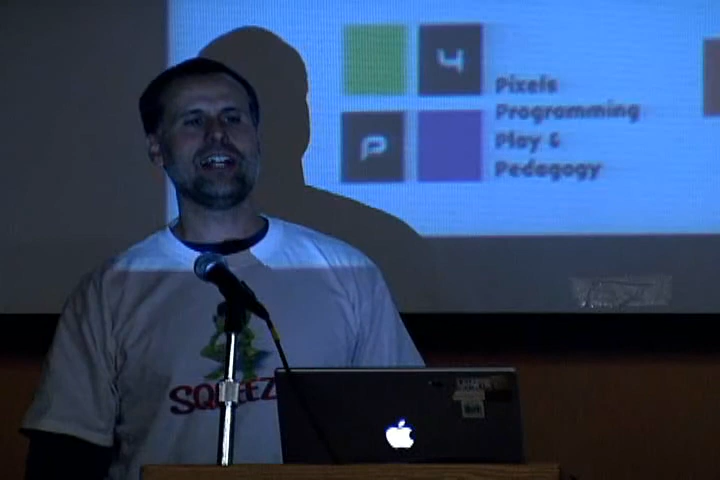 4
Pixels
Programming
P
Play &
Pedagogy
SQUEEZ